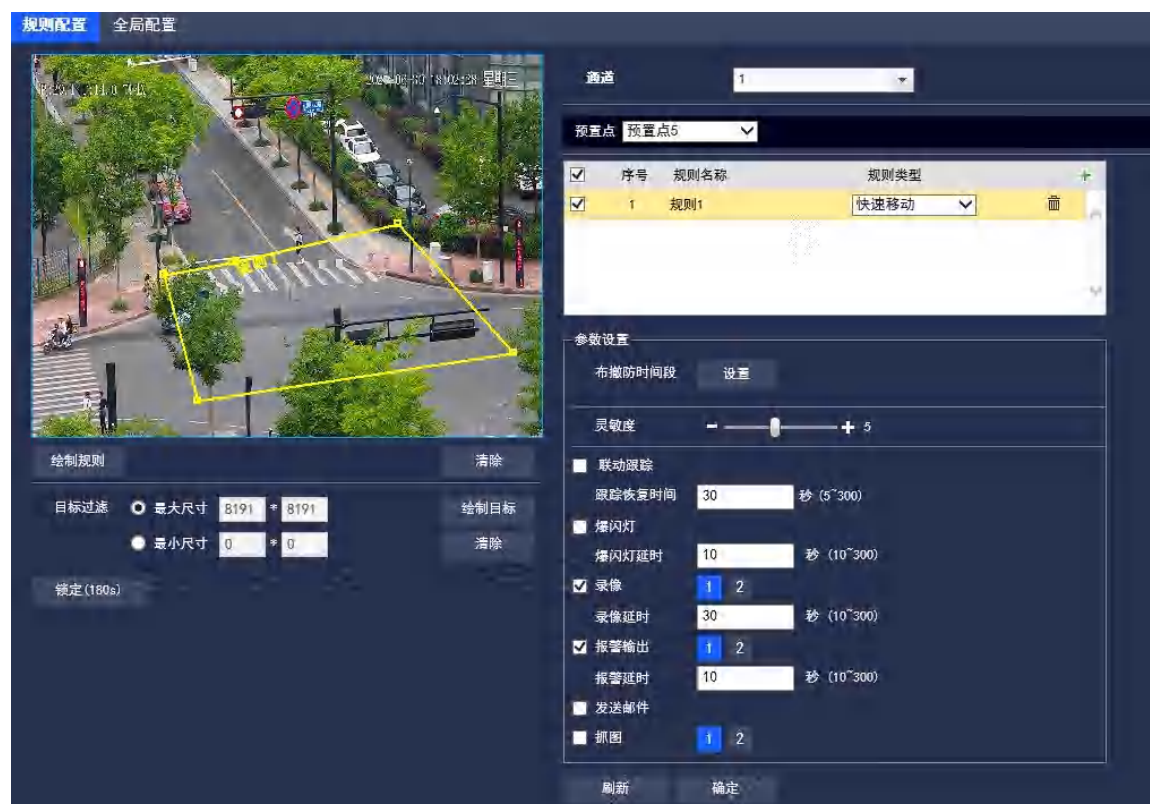 规则配置 全局配置
通道 1
预置点 预置点5
序号 规则名称 规则类型 +
1 规则1 快速移动
参数设置
布撤防时间段 设置
灵敏度 - + 5
联动跟踪
跟踪恢复时间 30 秒 (5~300)
爆闪灯
爆闪灯延时 10 秒 (10~300)
录像 1 2
录像延时 30 秒 (10~300)
报警输出 1 2
报警延时 10 秒 (10~300)
发送邮件
抓图 1 2
刷新 确定
星期三
绘制规则 清除
目标过滤 最大尺寸 8191 * 8191 绘制目标
最小尺寸 0 * 0 清除
锁定(180s)